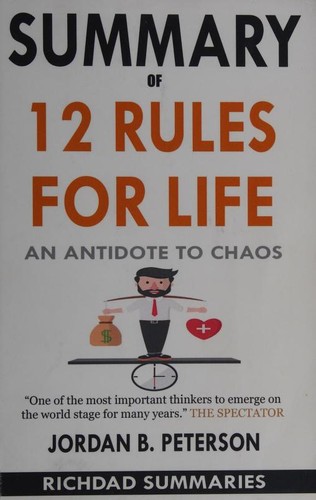 SUMMARY
OF
12 RULES
FOR LIFE
AN ANTIDOTE TO CHAOS
$
“One of the most important thinkers to emerge on
the world stage for many years.” THE SPECTATOR
JORDAN B. PETERSON
RICHDAD SUMMARIES